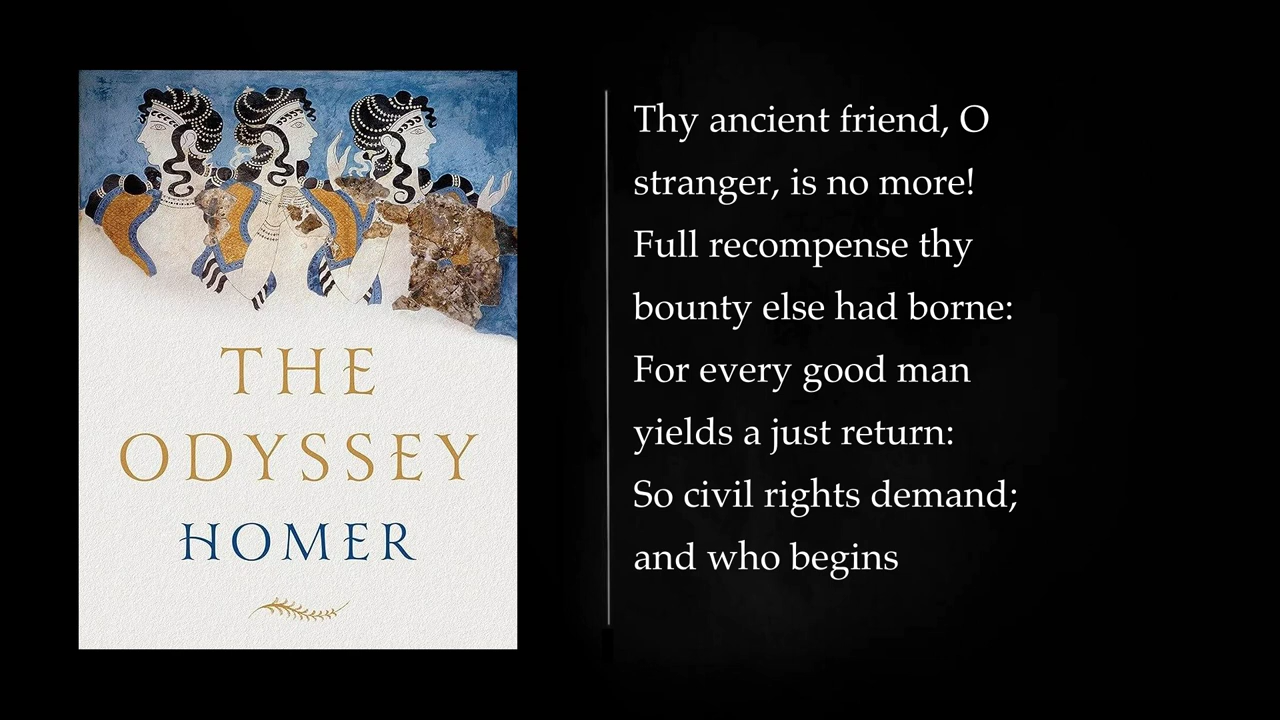 THE
ODYSSEY
HOMER
Thy ancient friend, O
stranger, is no more!
Full recompense thy
bounty else had borne:
For every good man
yields a just return:
So civil rights demand;
and who begins